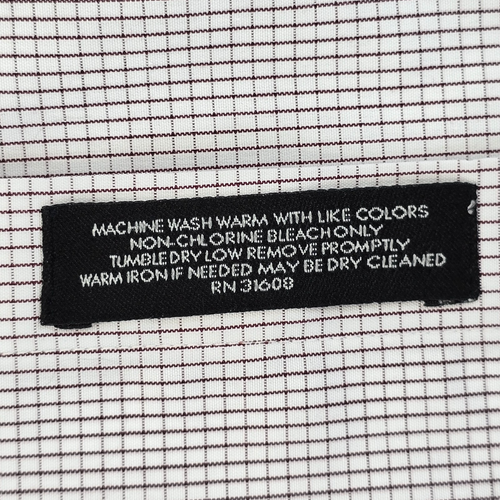 MACHINE WASH WARM WITH LIKE COLORS
NON-CHLORINE BLEACH ONLY
TUMBLE DRY LOW REMOVE PROMPTLY
WARM IRON IF NEEDED MAY BE DRY CLEANED
RN 31608